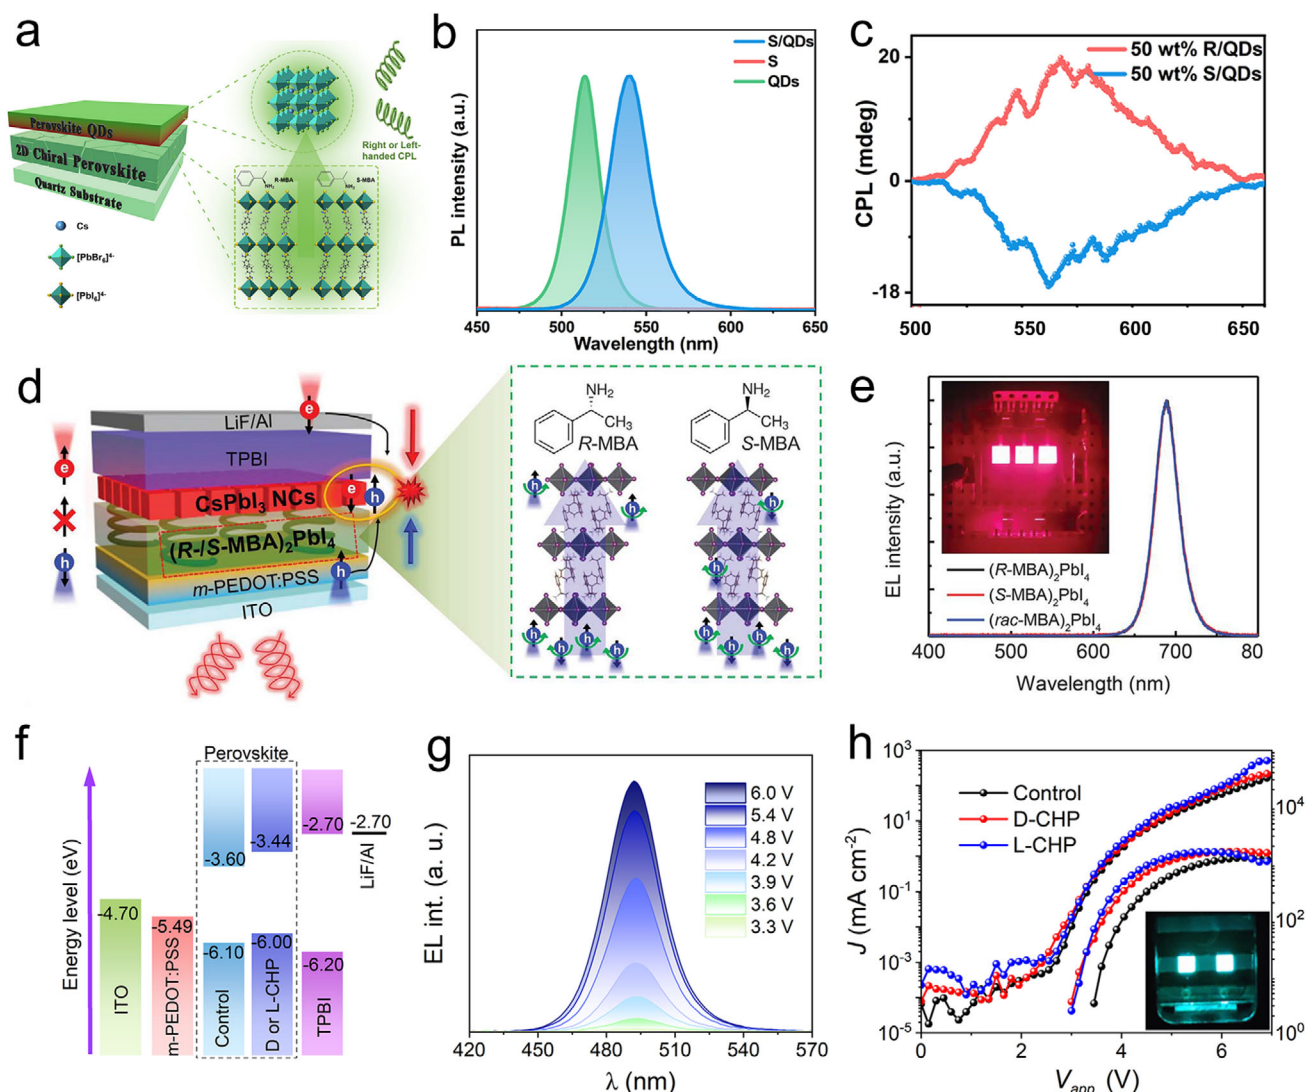 a
Perovskite QDs
2D Chiral Perovskite
Quartz Substrate
Right or Left-
handed CPL
R-MBA
NH₂
S-MBA
NH₂
Cs
[PbBr₆]⁴⁻
[PbI₆]⁴⁻
b
PL intensity (a.u.)
S/QDs
S
QDs
450 500 550 600 650
Wavelength (nm)
c
CPL (mdeg)
20
0
-18
50 wt% R/QDs
50 wt% S/QDs
500 550 600 650
d
e
LiF/Al
TPBI
e
CsPbI₃ NCs
e
h
(R-/S-MBA)₂PbI₄
h
h
m-PEDOT:PSS
ITO
NH₂
CH₃
R-MBA
NH₂
CH₃
S-MBA
h h h
h
h h h h h h h h
e
EL intensity (a.u.)
(R-MBA)₂PbI₄
(S-MBA)₂PbI₄
(rac-MBA)₂PbI₄
400 500 600 700 80
Wavelength (nm)
f
Energy level (eV)
Perovskite
-3.60
-3.44
-2.70
-2.70
LiF/Al
-4.70
-5.49
-6.10
-6.00
-6.20
ITO
m-PEDOT:PSS
Control
D or L-CHP
TPBI
g
EL int. (a. u.)
6.0 V
5.4 V
4.8 V
4.2 V
3.9 V
3.6 V
3.3 V
420 450 480 510 540 570
λ (nm)
h
J (mA cm⁻²)
10³
10¹
10⁻¹
10⁻³
10⁻⁵
Control
D-CHP
L-CHP
10⁴
10²
10⁰
0 2 4 6
V_app (V)